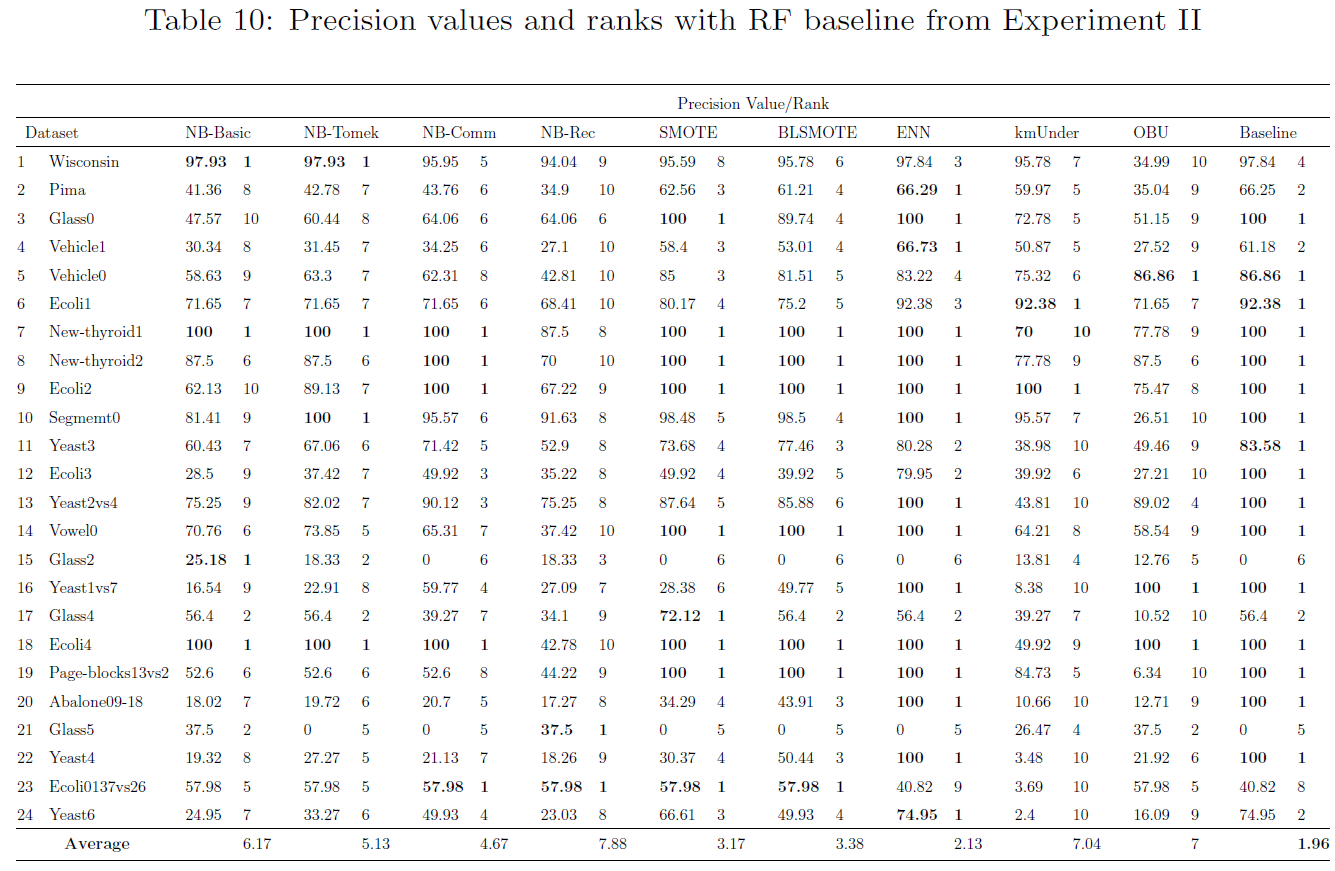 Table 10: Precision values and ranks with RF baseline from Experiment II
Precision Value/Rank
Dataset NB-Basic NB-Tomek NB-Comm NB-Rec SMOTE BLSMOTE ENN kmUnder OBU Baseline
1 Wisconsin 97.93 1 97.93 1 95.95 5 94.04 9 95.59 8 95.78 6 97.84 3 95.78 7 34.99 10 97.84 4
2 Pima 41.36 8 42.78 7 43.76 6 34.9 10 62.56 3 61.21 4 66.29 1 59.97 5 35.04 9 66.25 2
3 Glass0 47.57 10 60.44 8 64.06 6 64.06 6 100 1 89.74 4 100 1 72.78 5 51.15 9 100 1
4 Vehicle1 30.34 8 31.45 7 34.25 6 27.1 10 58.4 3 53.01 4 66.73 1 50.87 5 27.52 9 61.18 2
5 Vehicle0 58.63 9 63.3 7 62.31 8 42.81 10 85 3 81.51 5 83.22 4 75.32 6 86.86 1 86.86 1
6 Ecoli1 71.65 7 71.65 7 71.65 6 68.41 10 80.17 4 75.2 5 92.38 3 92.38 1 71.65 7 92.38 1
7 New-thyroid1 100 1 100 1 100 1 87.5 8 100 1 100 1 100 1 70 10 77.78 9 100 1
8 New-thyroid2 87.5 6 87.5 6 100 1 70 10 100 1 100 1 100 1 77.78 9 87.5 6 100 1
9 Ecoli2 62.13 10 89.13 7 100 1 67.22 9 100 1 100 1 100 1 100 1 75.47 8 100 1
10 Segmemt0 81.41 9 100 1 95.57 6 91.63 8 98.48 5 98.5 4 100 1 95.57 7 26.51 10 100 1
11 Yeast3 60.43 7 67.06 6 71.42 5 52.9 8 73.68 4 77.46 3 80.28 2 38.98 10 49.46 9 83.58 1
12 Ecoli3 28.5 9 37.42 7 49.92 3 35.22 8 49.92 4 39.92 5 79.95 2 39.92 6 27.21 10 100 1
13 Yeast2vs4 75.25 9 82.02 7 90.12 3 75.25 8 87.64 5 85.88 6 100 1 43.81 10 89.02 4 100 1
14 Vowel0 70.76 6 73.85 5 65.31 7 37.42 10 100 1 100 1 100 1 64.21 8 58.54 9 100 1
15 Glass2 25.18 1 18.33 2 0 6 18.33 3 0 6 0 6 0 6 13.81 4 12.76 5 0 6
16 Yeast1vs7 16.54 9 22.91 8 59.77 4 27.09 7 28.38 6 49.77 5 100 1 8.38 10 100 1 100 1
17 Glass4 56.4 2 56.4 2 39.27 7 34.1 9 72.12 1 56.4 2 56.4 2 39.27 7 10.52 10 56.4 2
18 Ecoli4 100 1 100 1 100 1 42.78 10 100 1 100 1 100 1 49.92 9 100 1 100 1
19 Page-blocks13vs2 52.6 6 52.6 6 52.6 8 44.22 9 100 1 100 1 100 1 84.73 5 6.34 10 100 1
20 Abalone09-18 18.02 7 19.72 6 20.7 5 17.27 8 34.29 4 43.91 3 100 1 10.66 10 12.71 9 100 1
21 Glass5 37.5 2 0 5 0 5 37.5 1 0 5 0 5 0 5 26.47 4 37.5 2 0 5
22 Yeast4 19.32 8 27.27 5 21.13 7 18.26 9 30.37 4 50.44 3 100 1 3.48 10 21.92 6 100 1
23 Ecoli0137vs26 57.98 5 57.98 5 57.98 1 57.98 1 57.98 1 57.98 1 40.82 9 3.69 10 57.98 5 40.82 8
24 Yeast6 24.95 7 33.27 6 49.93 4 23.03 8 66.61 3 49.93 4 74.95 1 2.4 10 16.09 9 74.95 2
Average 6.17 5.13 4.67 7.88 3.17 3.38 2.13 7.04 7 1.96